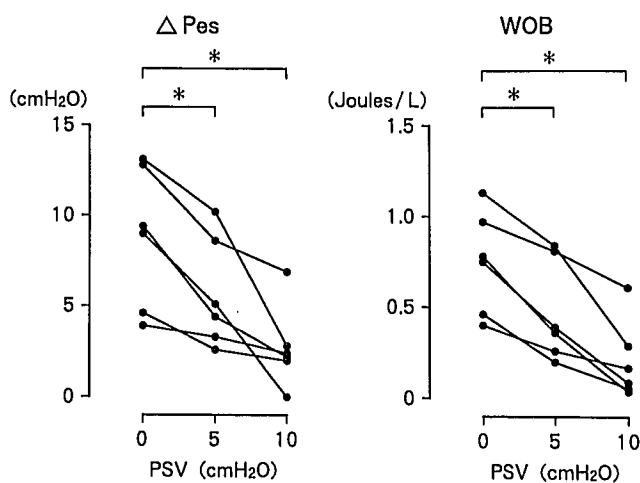 △ Pes
*
*
(cmH2O)
15
10
5
0
0 5 10
PSV (cmH2O)
WOB
*
*
(Joules/L)
1.5
1.0
0.5
0
0 5 10
PSV (cmH2O)